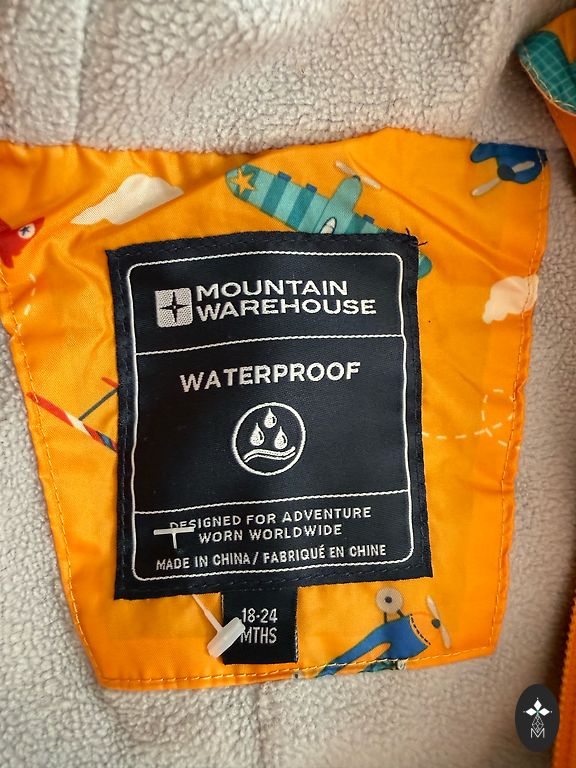 MOUNTAIN
WAREHOUSE
WATERPROOF
DESIGNED FOR ADVENTURE
WORN WORLDWIDE
MADE IN CHINA / FABRIQUÉ EN CHINE
18-24
MTHS
M